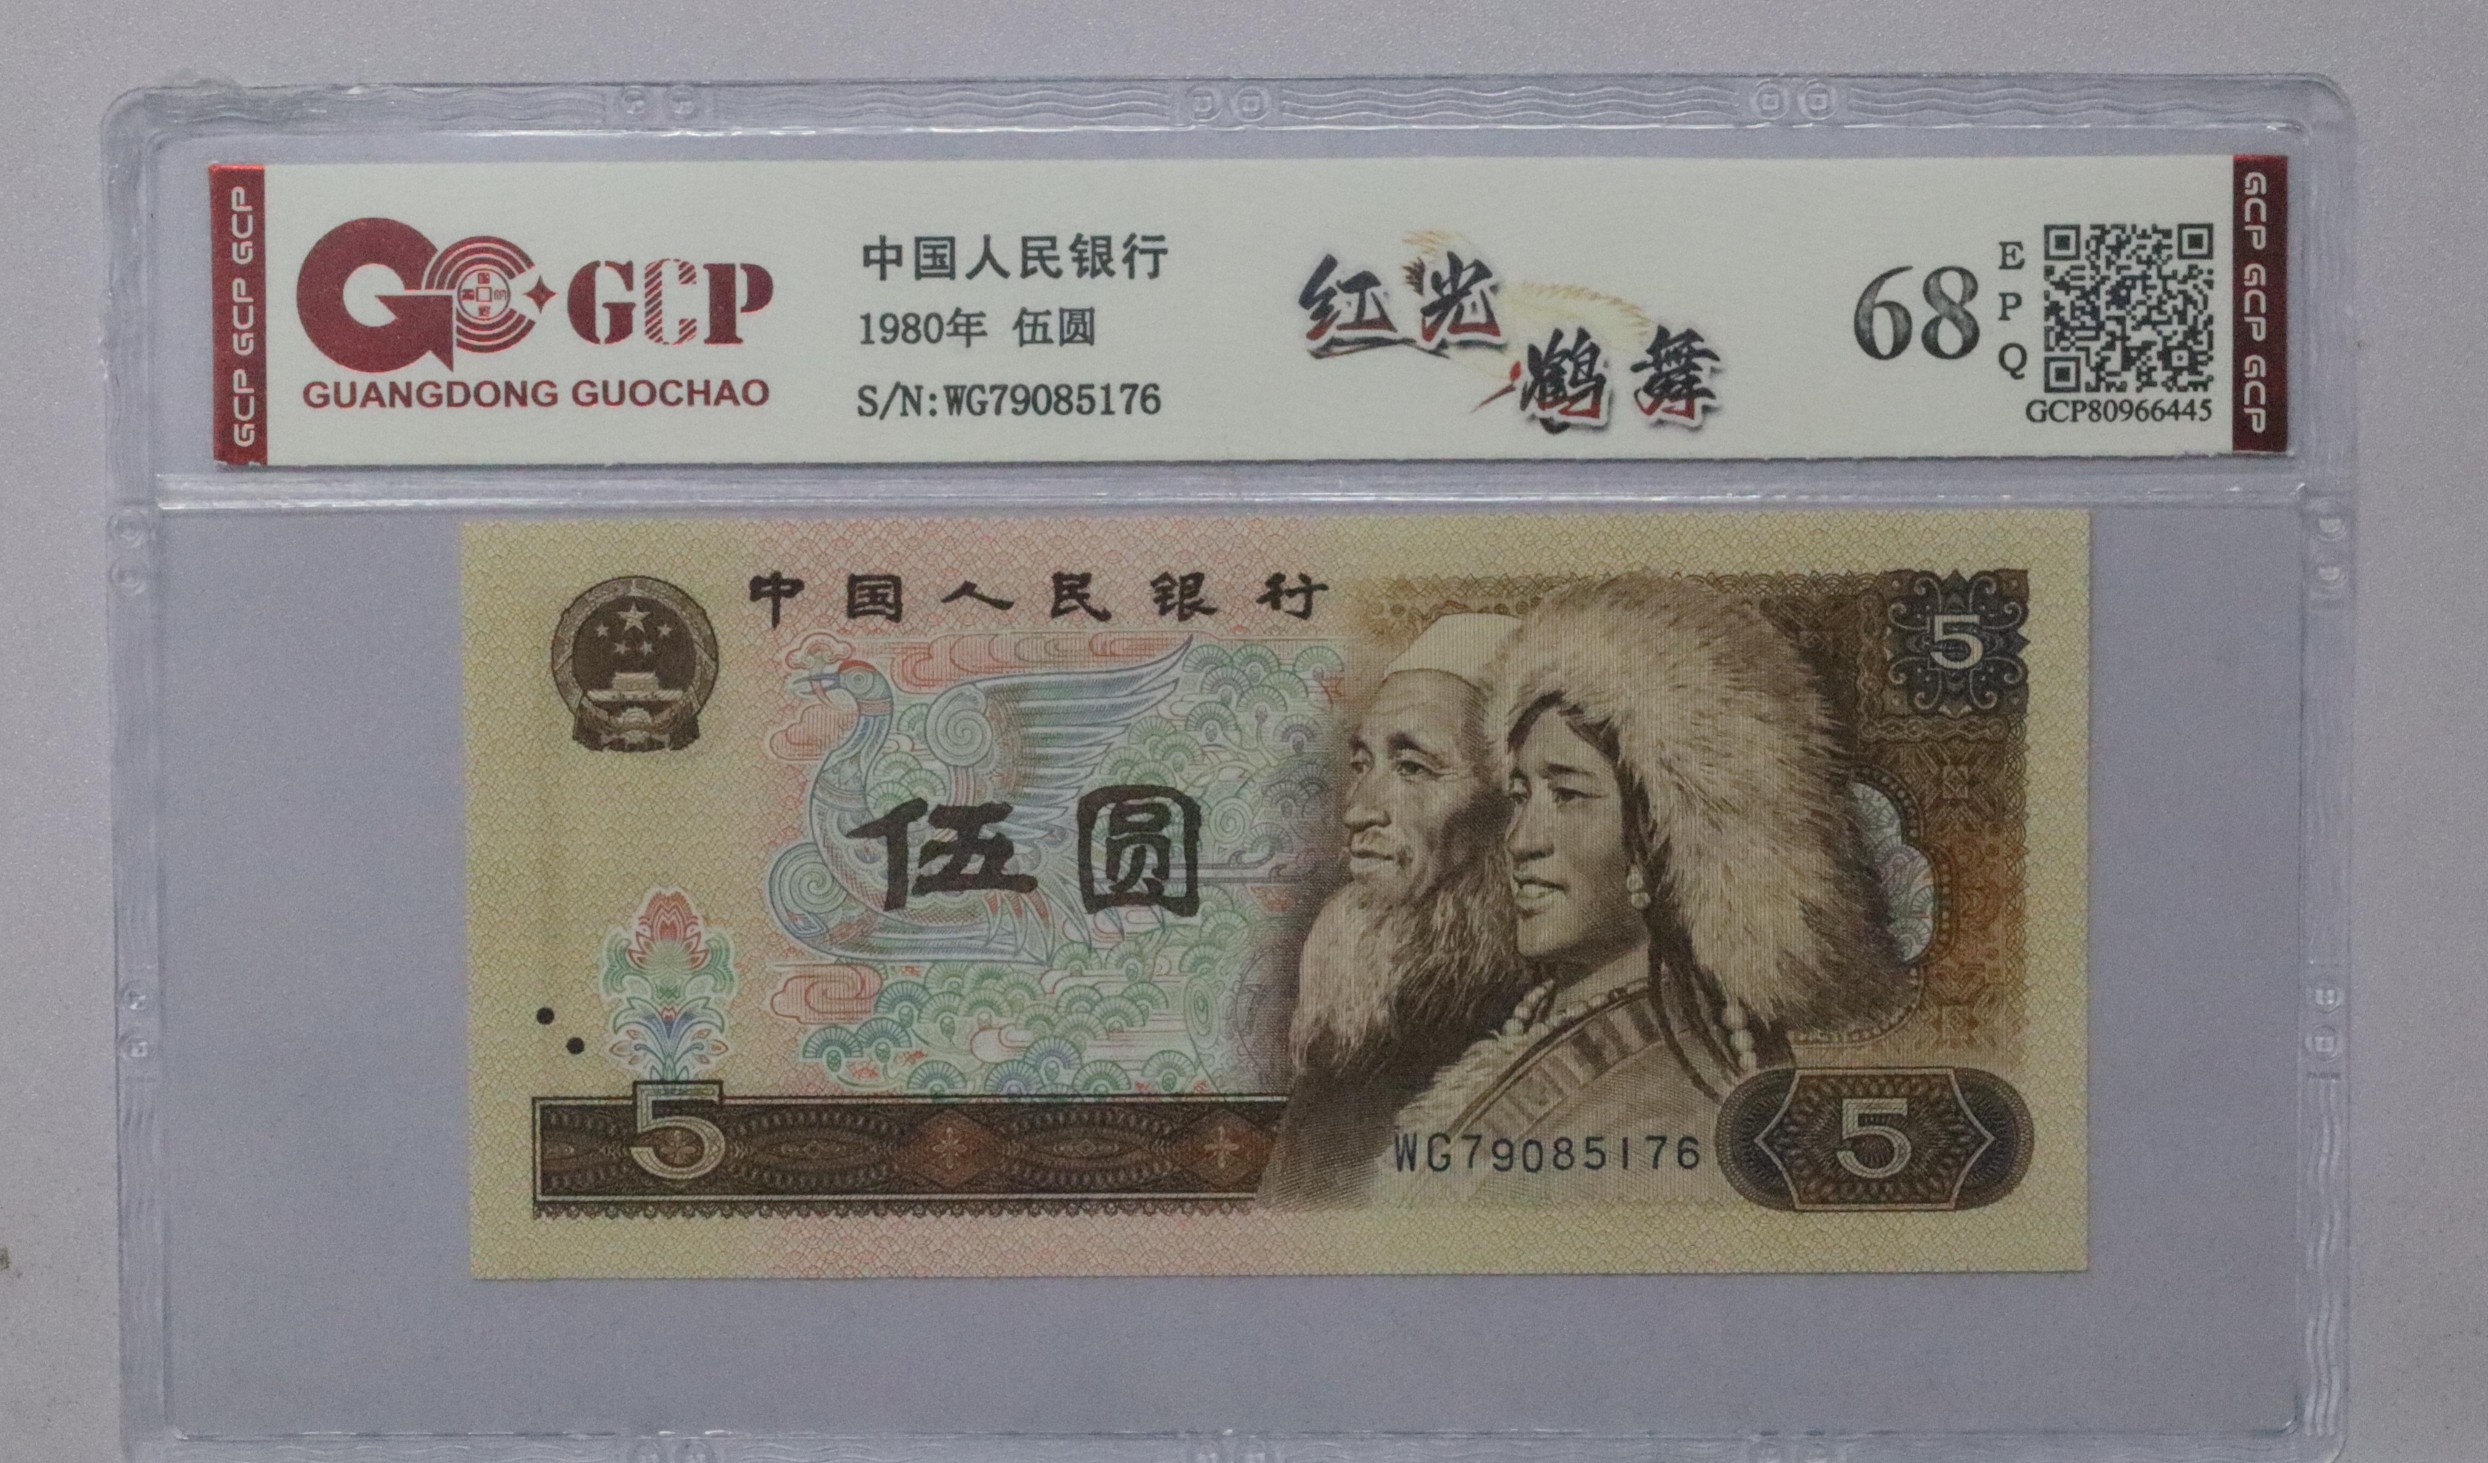 GCP GCP GCP
GCP
GUANGDONG GUOCHAO
中国人民银行
1980年 伍圆
S/N:WG79085176
红光
鹤舞
68
EPQ
GCP80966445
GCP GCP GCP
中国人民银行
5
伍圆
5
WG79085176
5